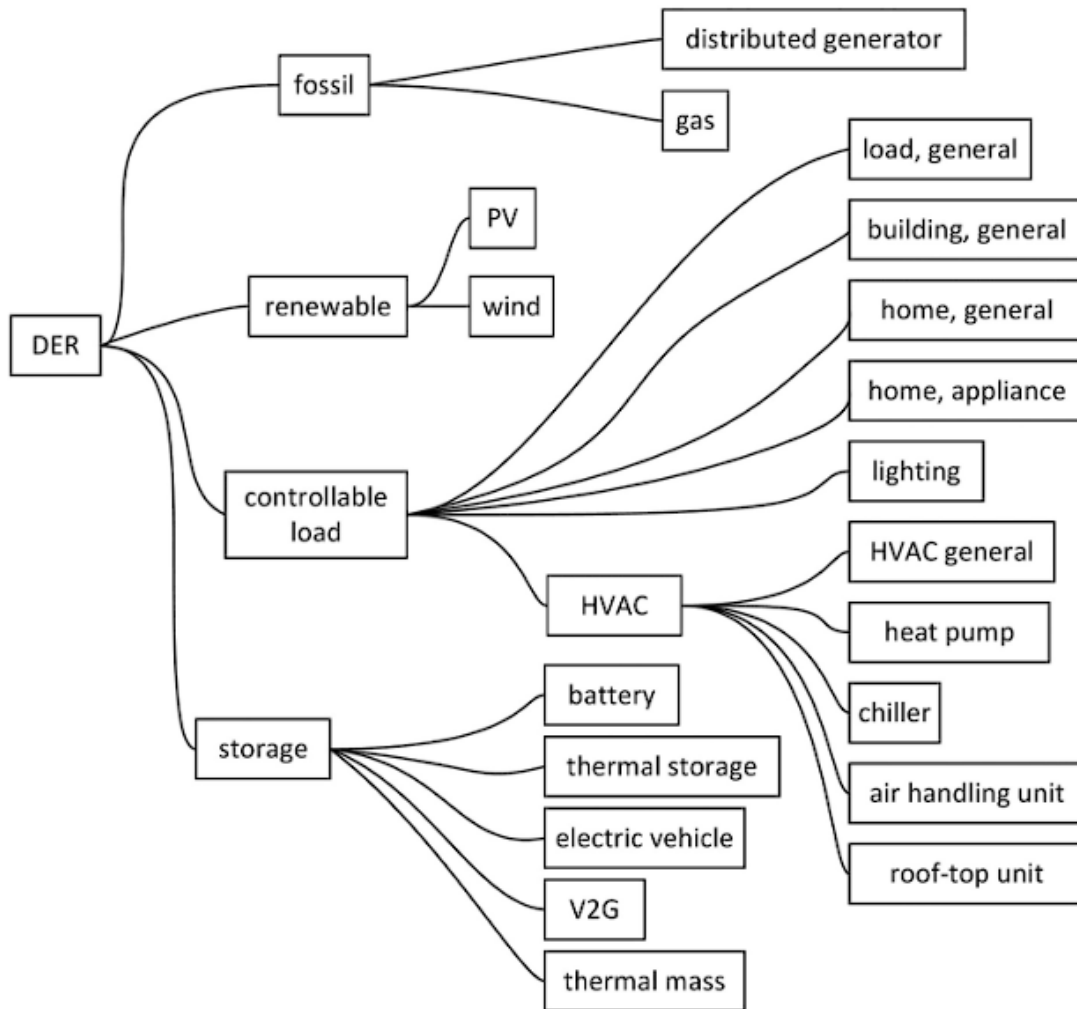 distributed generator
fossil
gas
load, general
PV
building, general
renewable
wind
home, general
DER
home, appliance
lighting
controllable
load
HVAC general
HVAC
heat pump
battery
chiller
storage
thermal storage
air handling unit
electric vehicle
roof-top unit
V2G
thermal mass